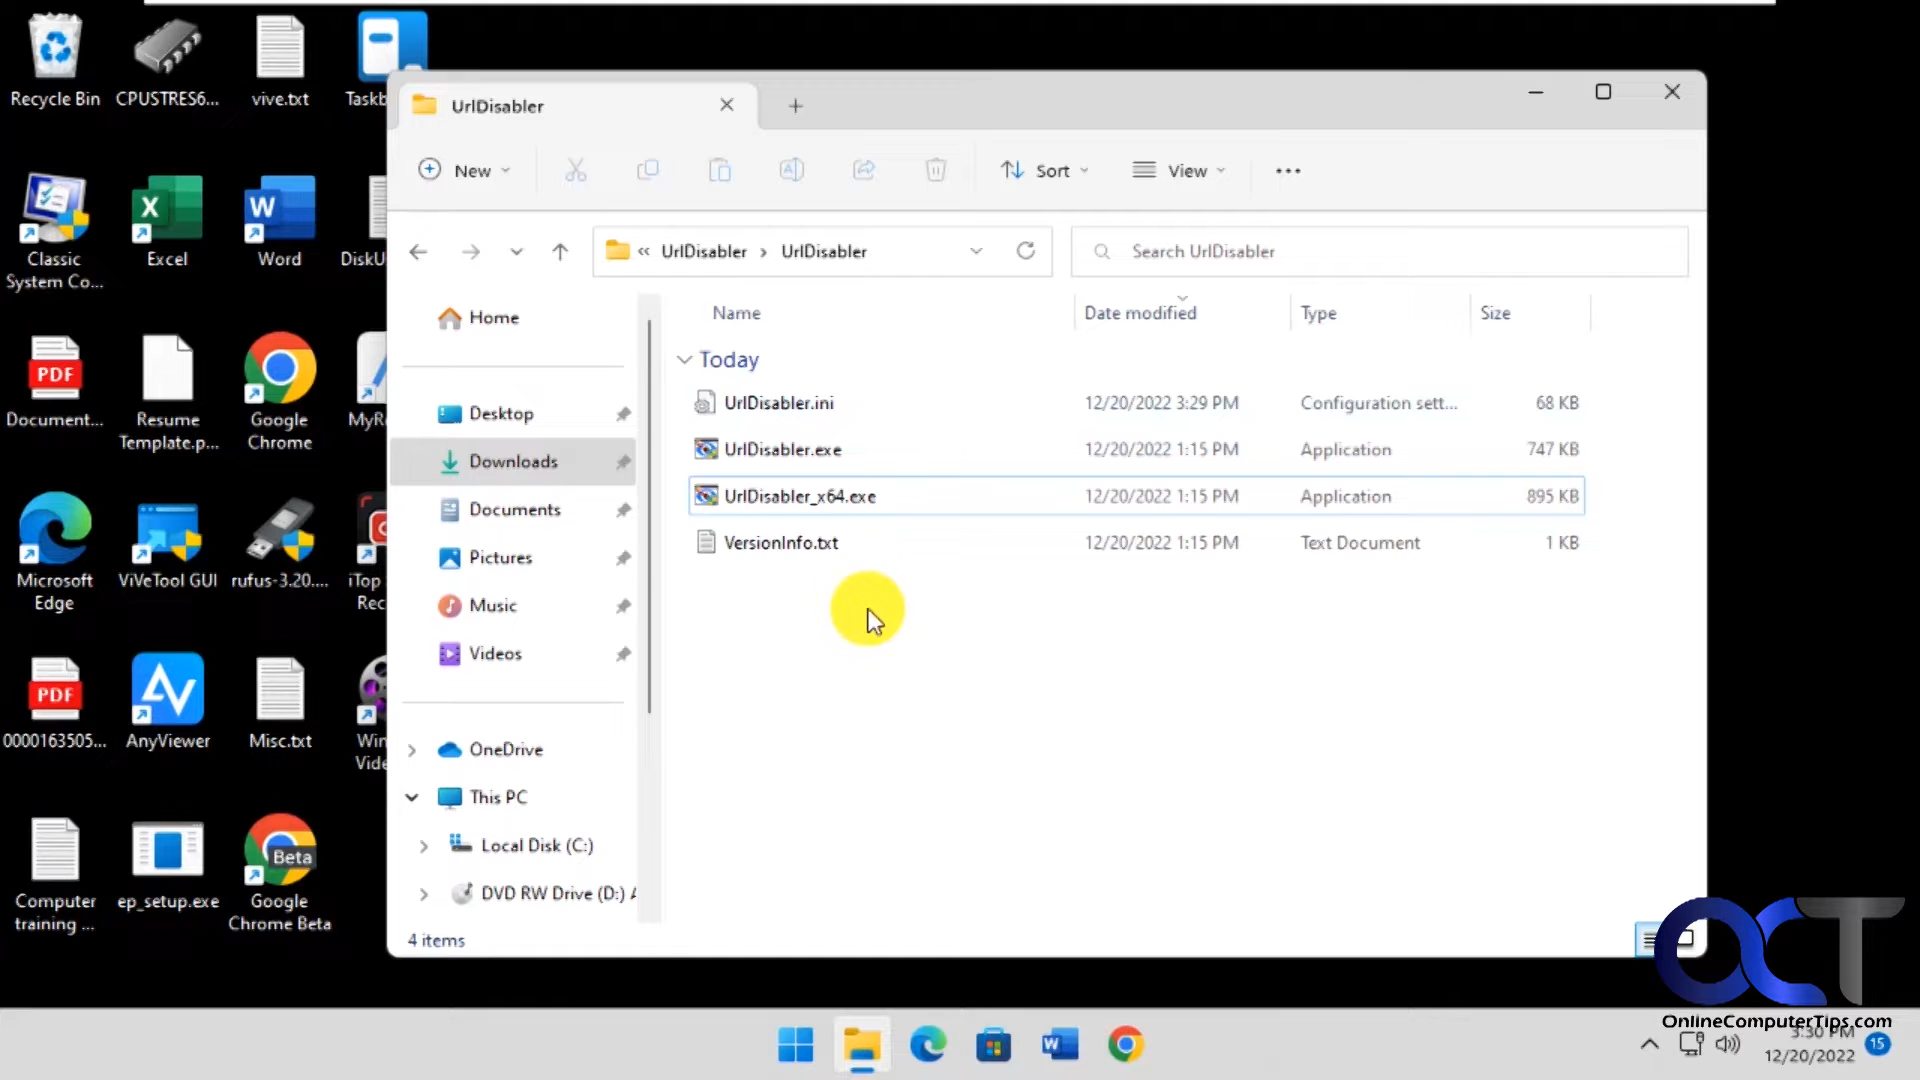 Recycle Bin
CPUSTRES6...
vive.txt
Taskb
Classic
System Co...
Excel
Word
DiskU
Document...
Resume
Template.p...
Google
Chrome
MyR
Microsoft
Edge
ViVeTool GUI
rufus-3.20....
iTop
Rec
0000163505...
AnyViewer
Misc.txt
Win
Vide
Computer
training ...
ep_setup.exe
Beta
Google
Chrome Beta
UrlDisabler
New
Sort
View
UrlDisabler
UrlDisabler
Search UrlDisabler
Home
Desktop
Downloads
Documents
Pictures
Music
Videos
OneDrive
This PC
Local Disk (C:)
DVD RW Drive (D:) A
Name Date modified Type Size
Today
UrlDisabler.ini 12/20/2022 3:29 PM Configuration sett... 68 KB
UrlDisabler.exe 12/20/2022 1:15 PM Application 747 KB
UrlDisabler_x64.exe 12/20/2022 1:15 PM Application 895 KB
VersionInfo.txt 12/20/2022 1:15 PM Text Document 1 KB
4 items
OCT
OnlineComputerTips.com
3:30 PM
12/20/2022
15